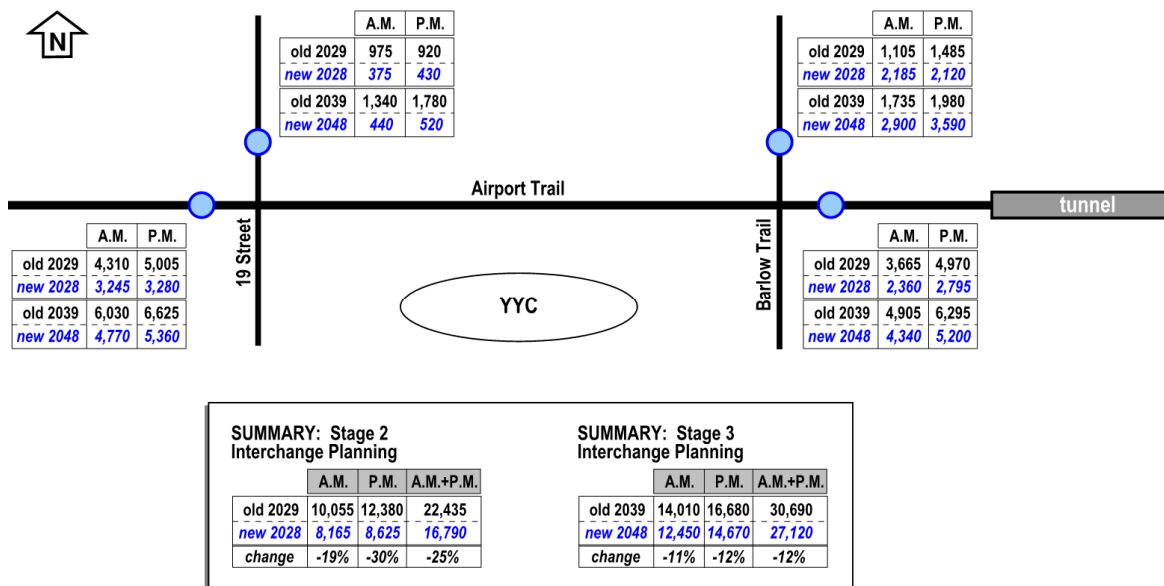 N
A.M. P.M.
old 2029 975 920
new 2028 375 430
old 2039 1,340 1,780
new 2048 440 520
A.M. P.M.
old 2029 1,105 1,485
new 2028 2,185 2,120
old 2039 1,735 1,980
new 2048 2,900 3,590
Airport Trail
tunnel
19 Street
Barlow Trail
YYC
A.M. P.M.
old 2029 4,310 5,005
new 2028 3,245 3,280
old 2039 6,030 6,625
new 2048 4,770 5,360
A.M. P.M.
old 2029 3,665 4,970
new 2028 2,360 2,795
old 2039 4,905 6,295
new 2048 4,340 5,200
SUMMARY: Stage 2
Interchange Planning
A.M. P.M. A.M.+P.M.
old 2029 10,055 12,380 22,435
new 2028 8,165 8,625 16,790
change -19% -30% -25%
SUMMARY: Stage 3
Interchange Planning
A.M. P.M. A.M.+P.M.
old 2039 14,010 16,680 30,690
new 2048 12,450 14,670 27,120
change -11% -12% -12%